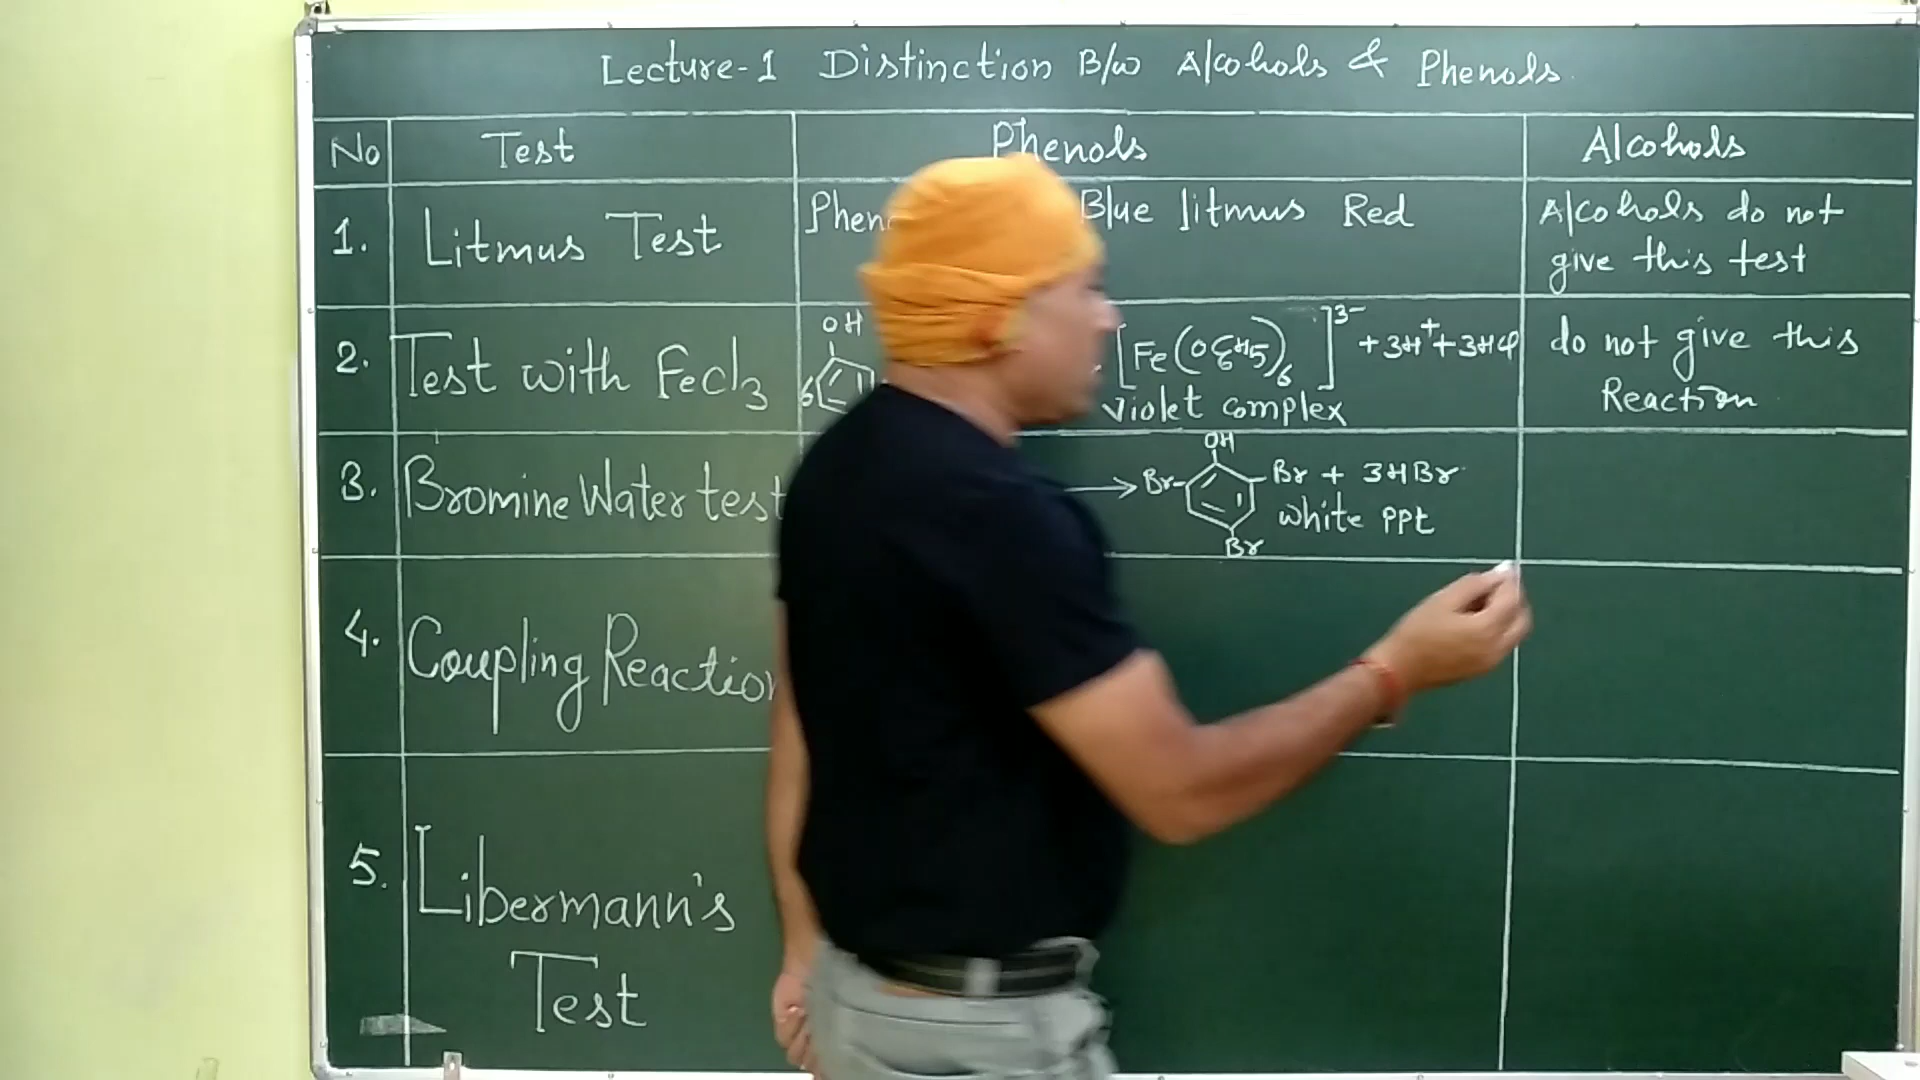 Lecture-1 Distinction B/w Alcohols & Phenols
No Test Phenols Alcohols
1. Litmus Test Blue litmus Red Alcohols do not
give this test
2. Test with FeCl3 OH 6 [Fe(OC6H5)6]3- + 3H+ + 3HCl do not give this
Violet complex Reaction
3. Bromine Water test → OH Br Br + 3HBr
white ppt
Br
4. Coupling Reaction
5. Libermann's
Test